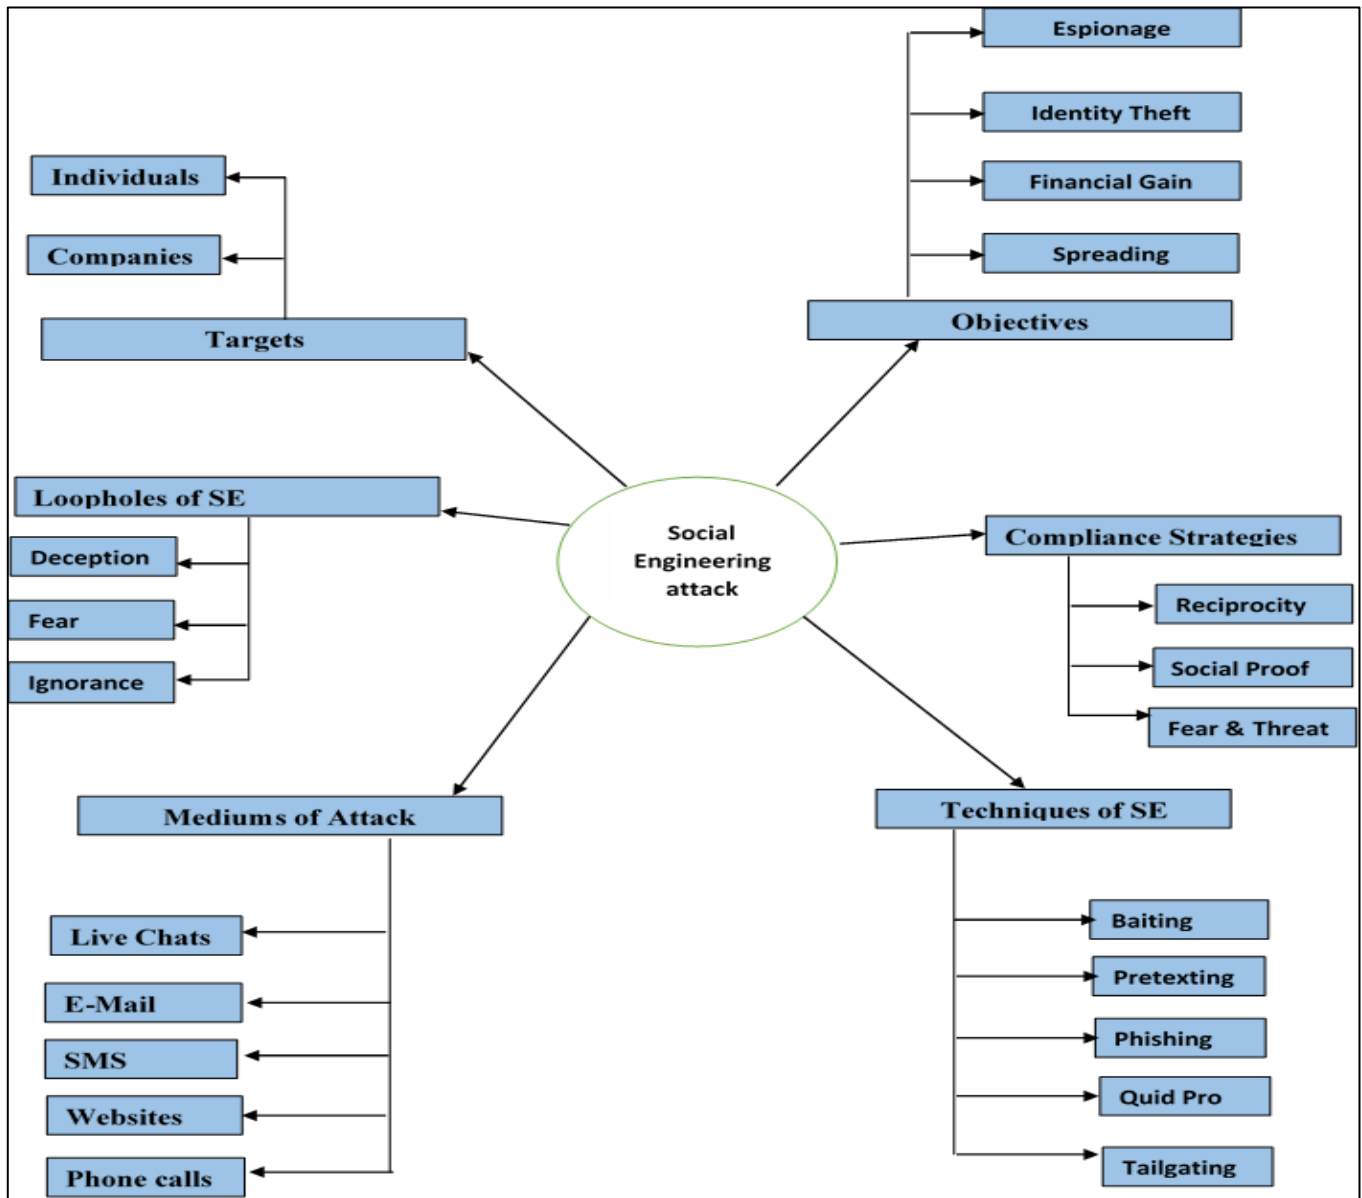 Espionage
Identity Theft
Financial Gain
Spreading
Objectives
Individuals
Companies
Targets
Loopholes of SE
Deception
Fear
Ignorance
Social
Engineering
attack
Compliance Strategies
Reciprocity
Social Proof
Fear & Threat
Mediums of Attack
Live Chats
E-Mail
SMS
Websites
Phone calls
Techniques of SE
Baiting
Pretexting
Phishing
Quid Pro
Tailgating